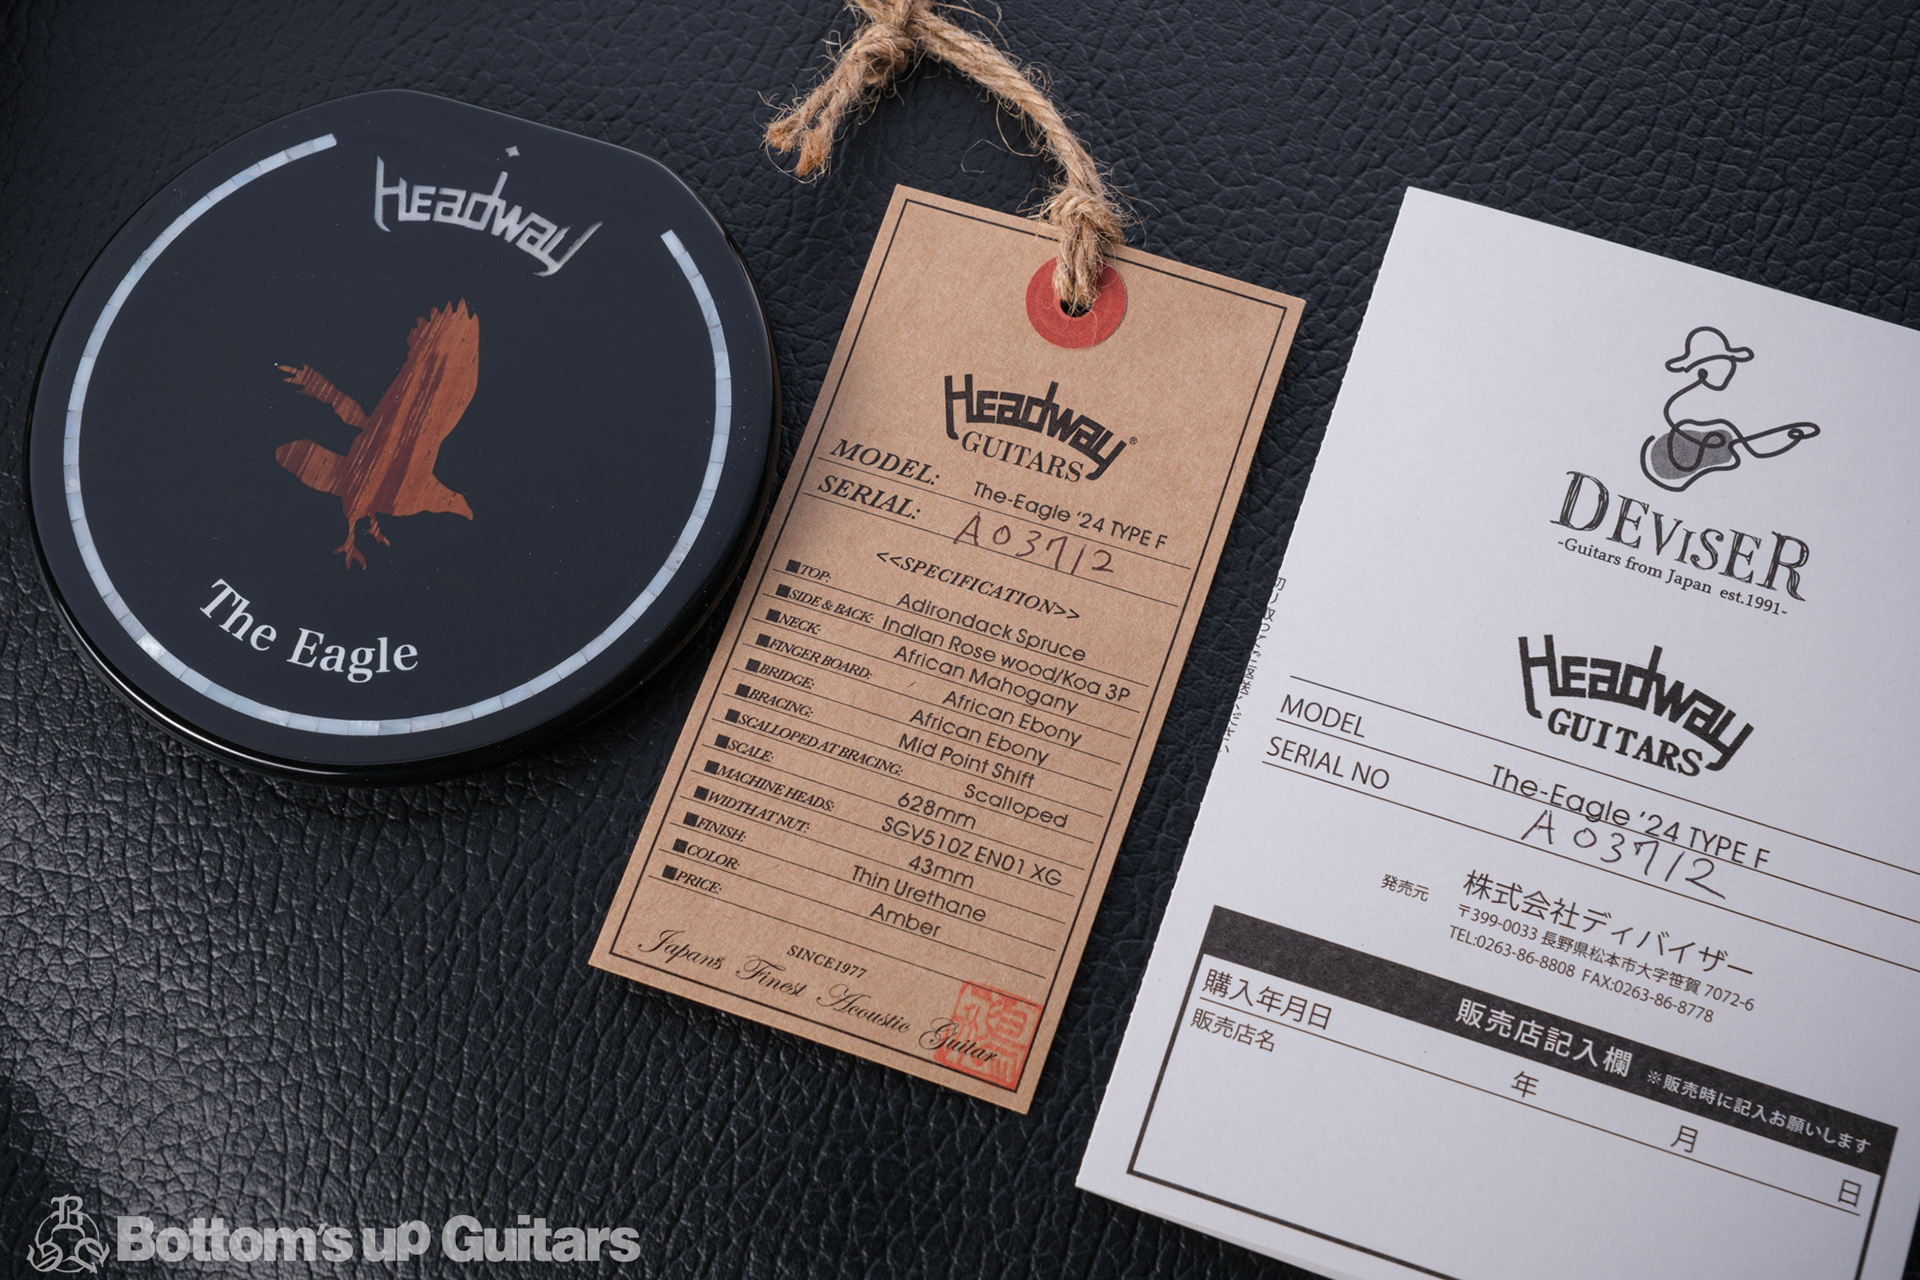 Headway
The Eagle
Headway®
GUITARS
MODEL: The-Eagle '24 TYPE F
SERIAL: A03712
<<SPECIFICATION>>
■TOP: Adirondack Spruce
■SIDE & BACK: Indian Rose wood/Koa 3P
■NECK: African Mahogany
■FINGER BOARD: African Ebony
■BRIDGE: African Ebony
■BRACING: Mid Point Shift
■SCALLOPED AT BRACING: Scalloped
■SCALE: 628mm
■MACHINE HEADS: SGV510Z EN01 XG
■WIDTH AT NUT: 43mm
■FINISH: Thin Urethane
■COLOR: Amber
■PRICE:
SINCE1977
Japan's Finest Acoustic Guitar
DEVISER
-Guitars from Japan est.1991-
Headway
GUITARS
MODEL The-Eagle '24 TYPE F
SERIAL NO A03712
発売元 株式会社ディバイザー
〒399-0033 長野県松本市大字笹賀 7072-6
TEL:0263-86-8808 FAX:0263-86-8778
販売店記入欄 ※販売時に記入お願いします
購入年月日 年 月 日
販売店名
Bottom's up Guitars